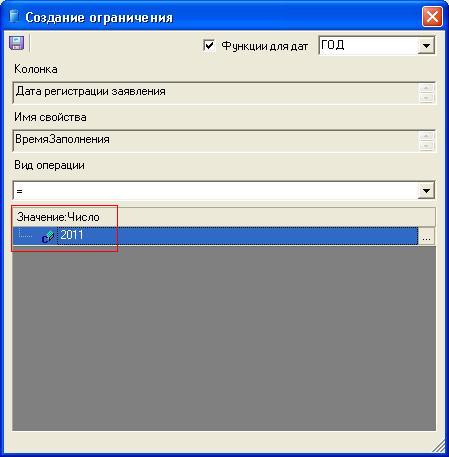 Создание ограничения
Функции для дат ГОД
Колонка
Дата регистрации заявления
Имя свойства
ВремяЗаполнения
Вид операции
=
Значение:Число
2011 ...